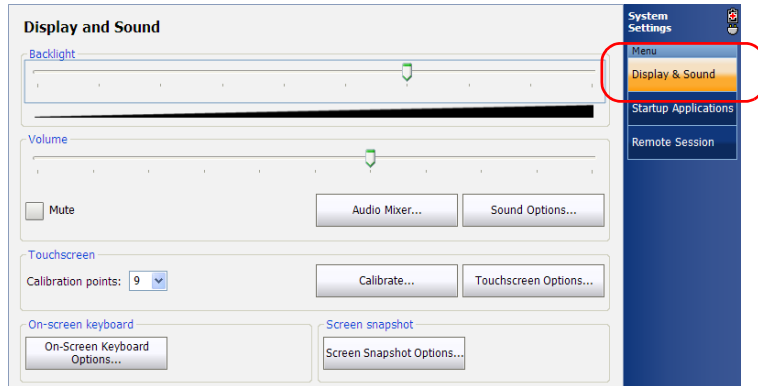 Display and Sound
Backlight
Volume
Mute
Audio Mixer...
Sound Options...
Touchscreen
Calibration points: 9
Calibrate...
Touchscreen Options...
On-screen keyboard
On-Screen Keyboard
Options...
Screen snapshot
Screen Snapshot Options...
System
Settings
Menu
Display & Sound
Startup Applications
Remote Session